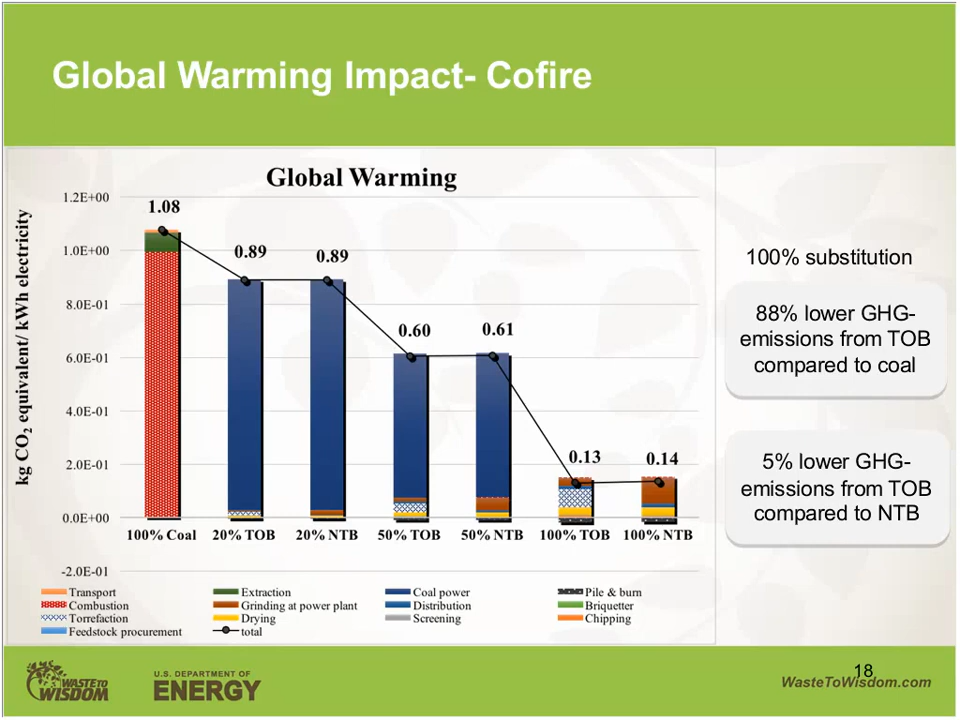 Global Warming Impact- Cofire
Global Warming
kg CO₂ equivalent/ kWh electricity
1.2E+00
1.0E+00
8.0E-01
6.0E-01
4.0E-01
2.0E-01
0.0E+00
-2.0E-01
1.08
0.89
0.89
0.60
0.61
0.13
0.14
100% Coal 20% TOB 20% NTB 50% TOB 50% NTB 100% TOB 100% NTB
Transport Extraction Coal power Pile & burn
Combustion Grinding at power plant Distribution Briquetter
Torrefaction Drying Screening Chipping
Feedstock procurement total
100% substitution
88% lower GHG-
emissions from TOB
compared to coal
5% lower GHG-
emissions from TOB
compared to NTB
WASTE TO
WISDOM
U.S. DEPARTMENT OF
ENERGY
18
WasteToWisdom.com